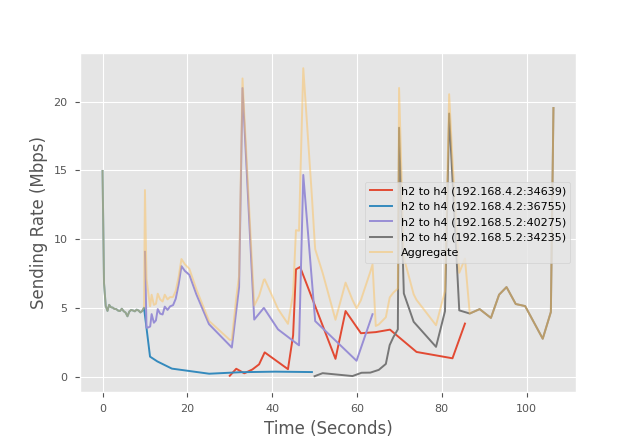 Sending Rate (Mbps)
20
15
10
5
0
h2 to h4 (192.168.4.2:34639)
h2 to h4 (192.168.4.2:36755)
h2 to h4 (192.168.5.2:40275)
h2 to h4 (192.168.5.2:34235)
Aggregate
0 20 40 60 80 100
Time (Seconds)